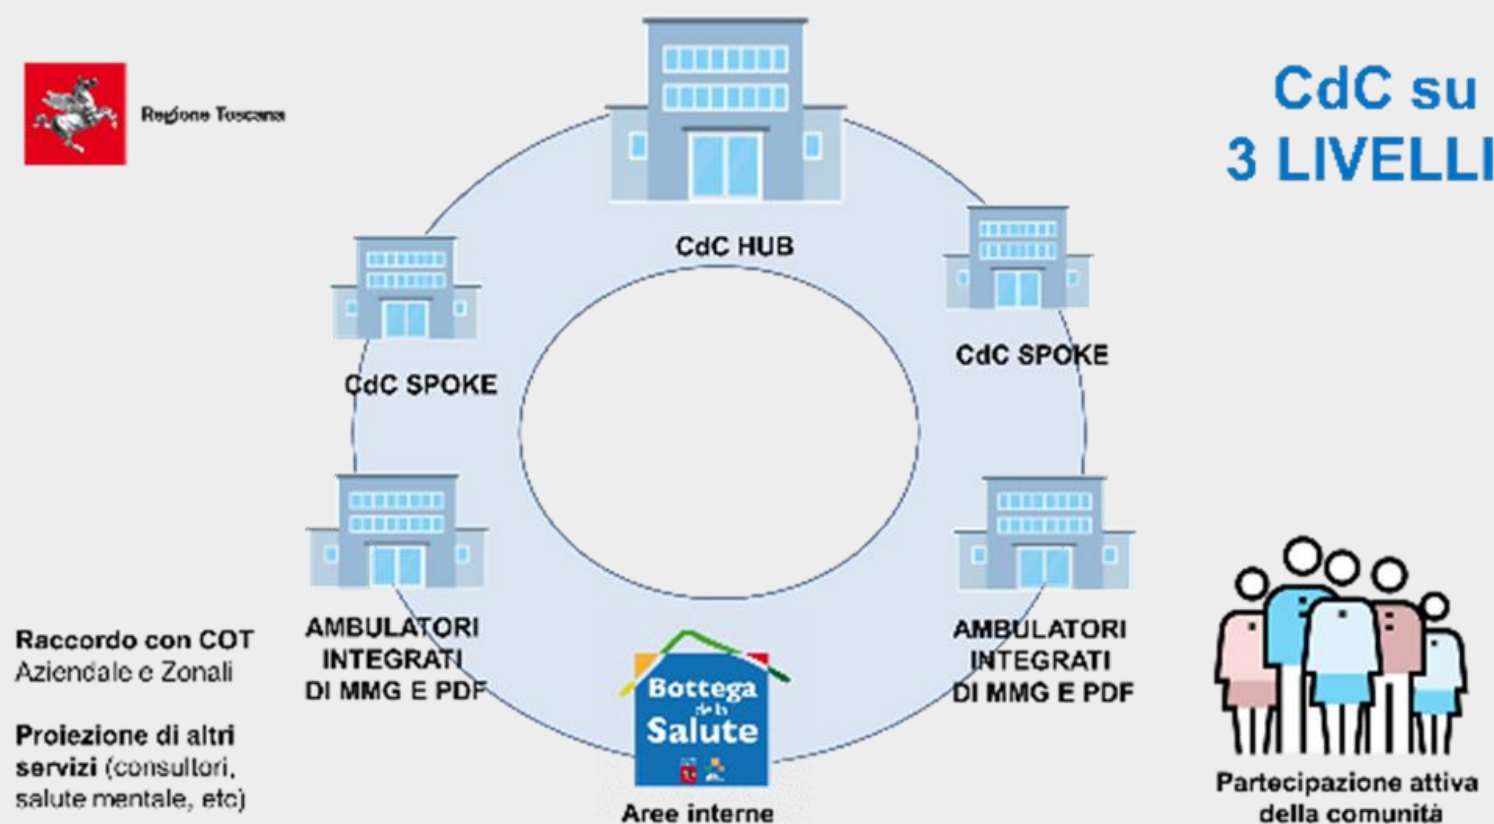 Regione Toscana
CdC su
3 LIVELLI
CdC HUB
CdC SPOKE
CdC SPOKE
AMBULATORI
INTEGRATI
DI MMG E PDF
AMBULATORI
INTEGRATI
DI MMG E PDF
Raccordo con COT
Aziendale e Zonali
Proiezione di altri
servizi (consultori,
salute mentale, etc)
Bottega
de la
Salute
Aree interne
Partecipazione attiva
della comunità